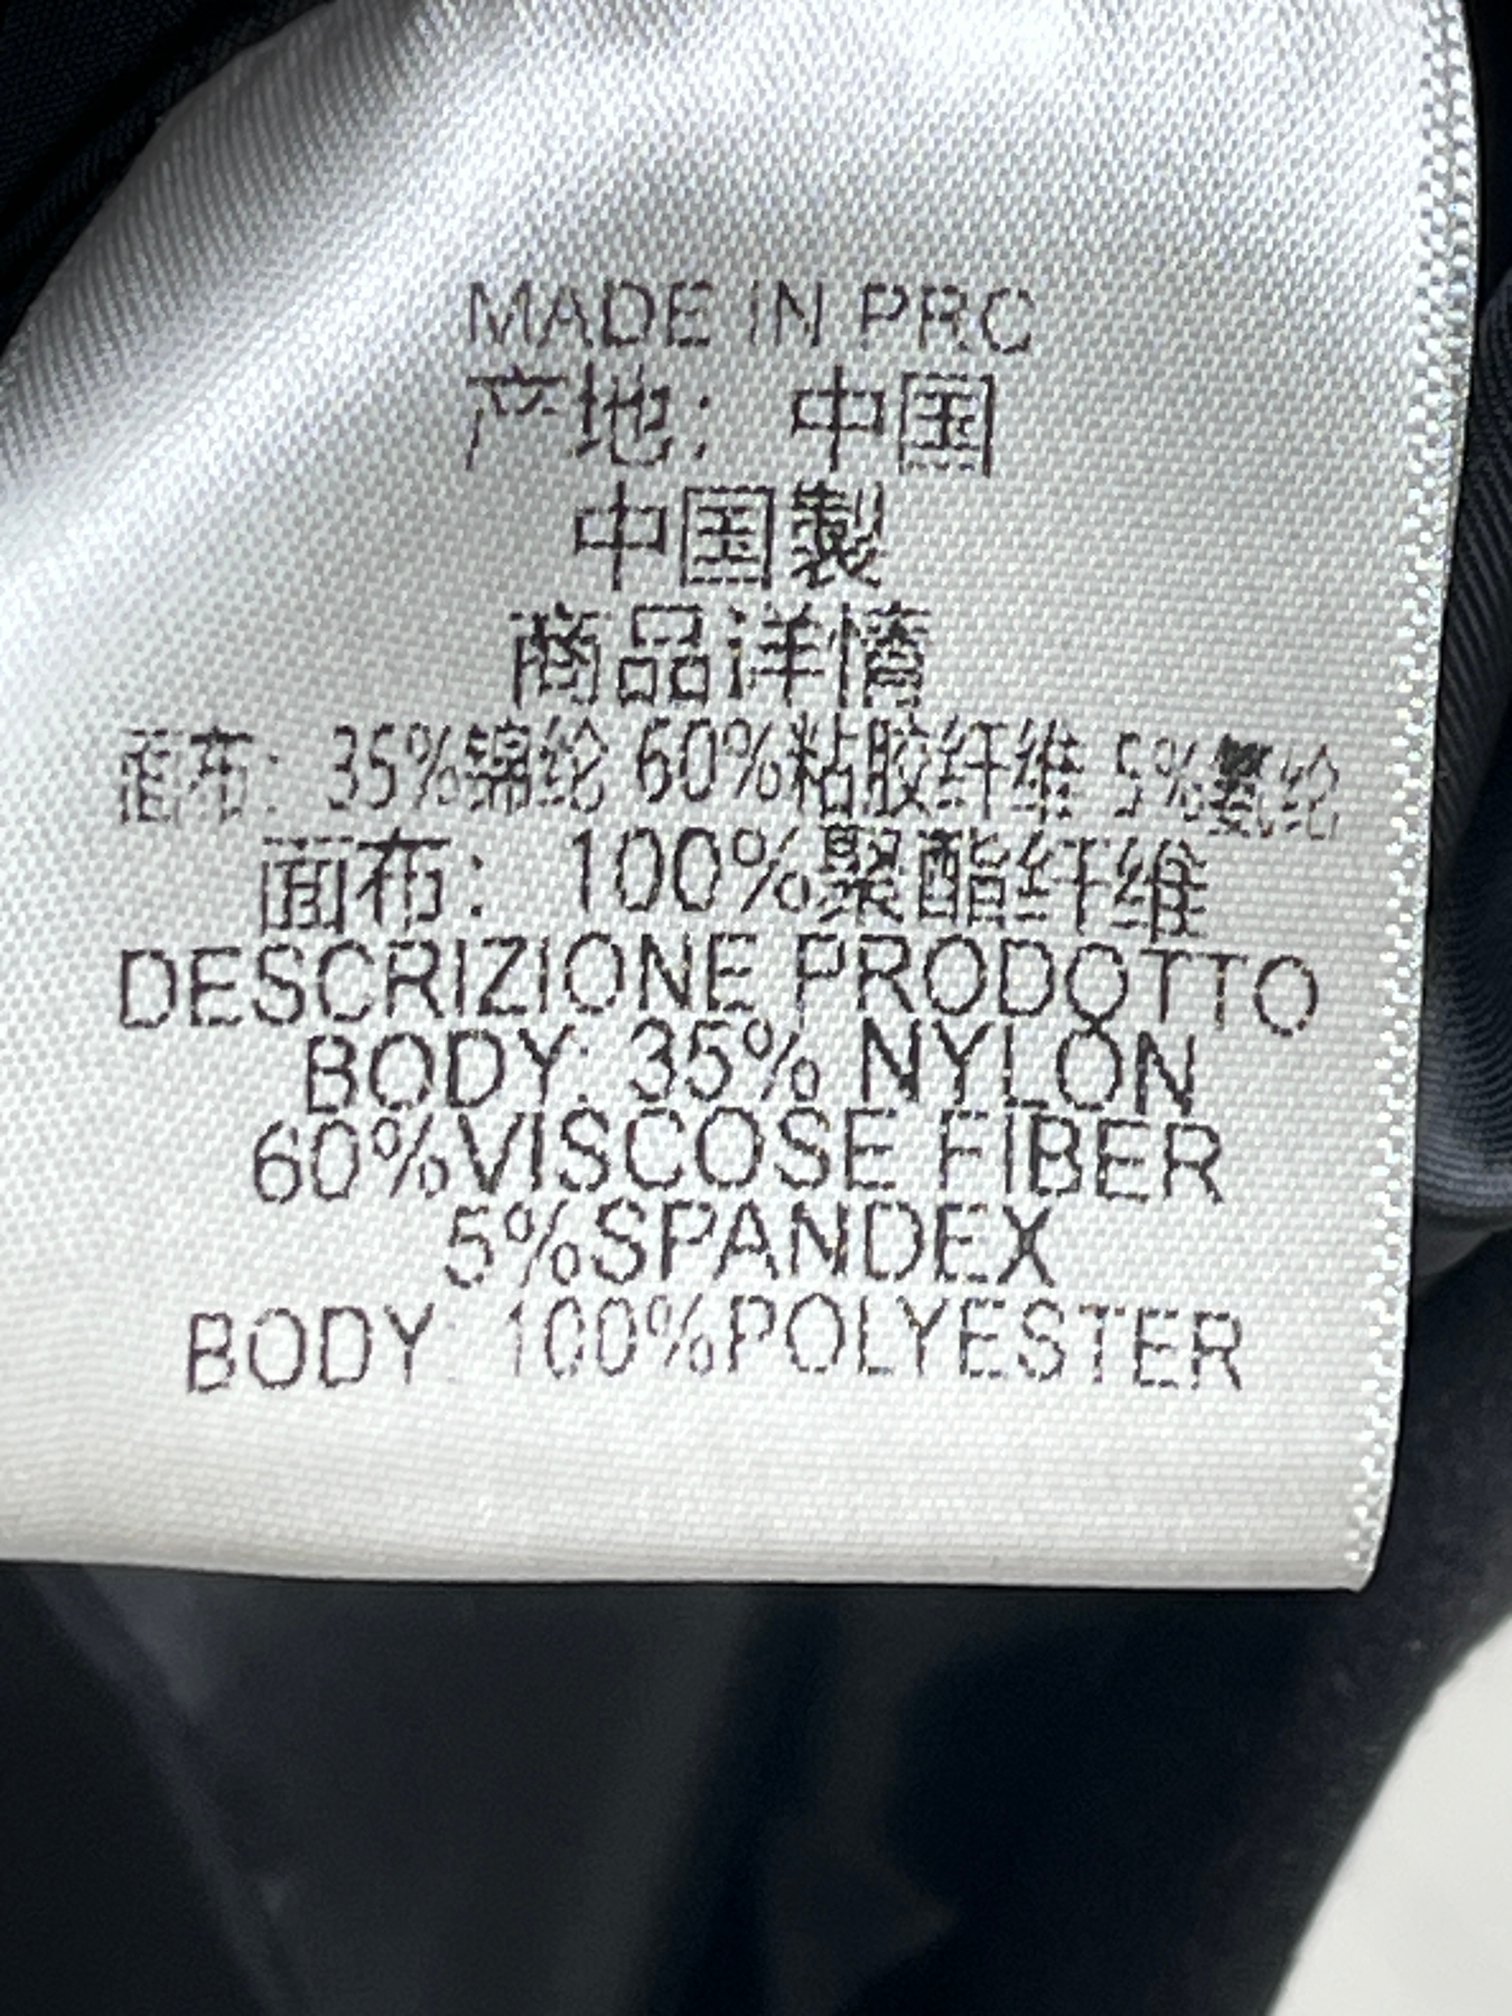 MADE IN PRC
产地: 中国
中国製
商品详情
面布: 35%锦纶 60%粘胶纤维 5%氨纶
面布: 100%聚酯纤维
DESCRIZIONE PRODOTTO
BODY: 35% NYLON
60%VISCOSE FIBER
5%SPANDEX
BODY: 100%POLYESTER